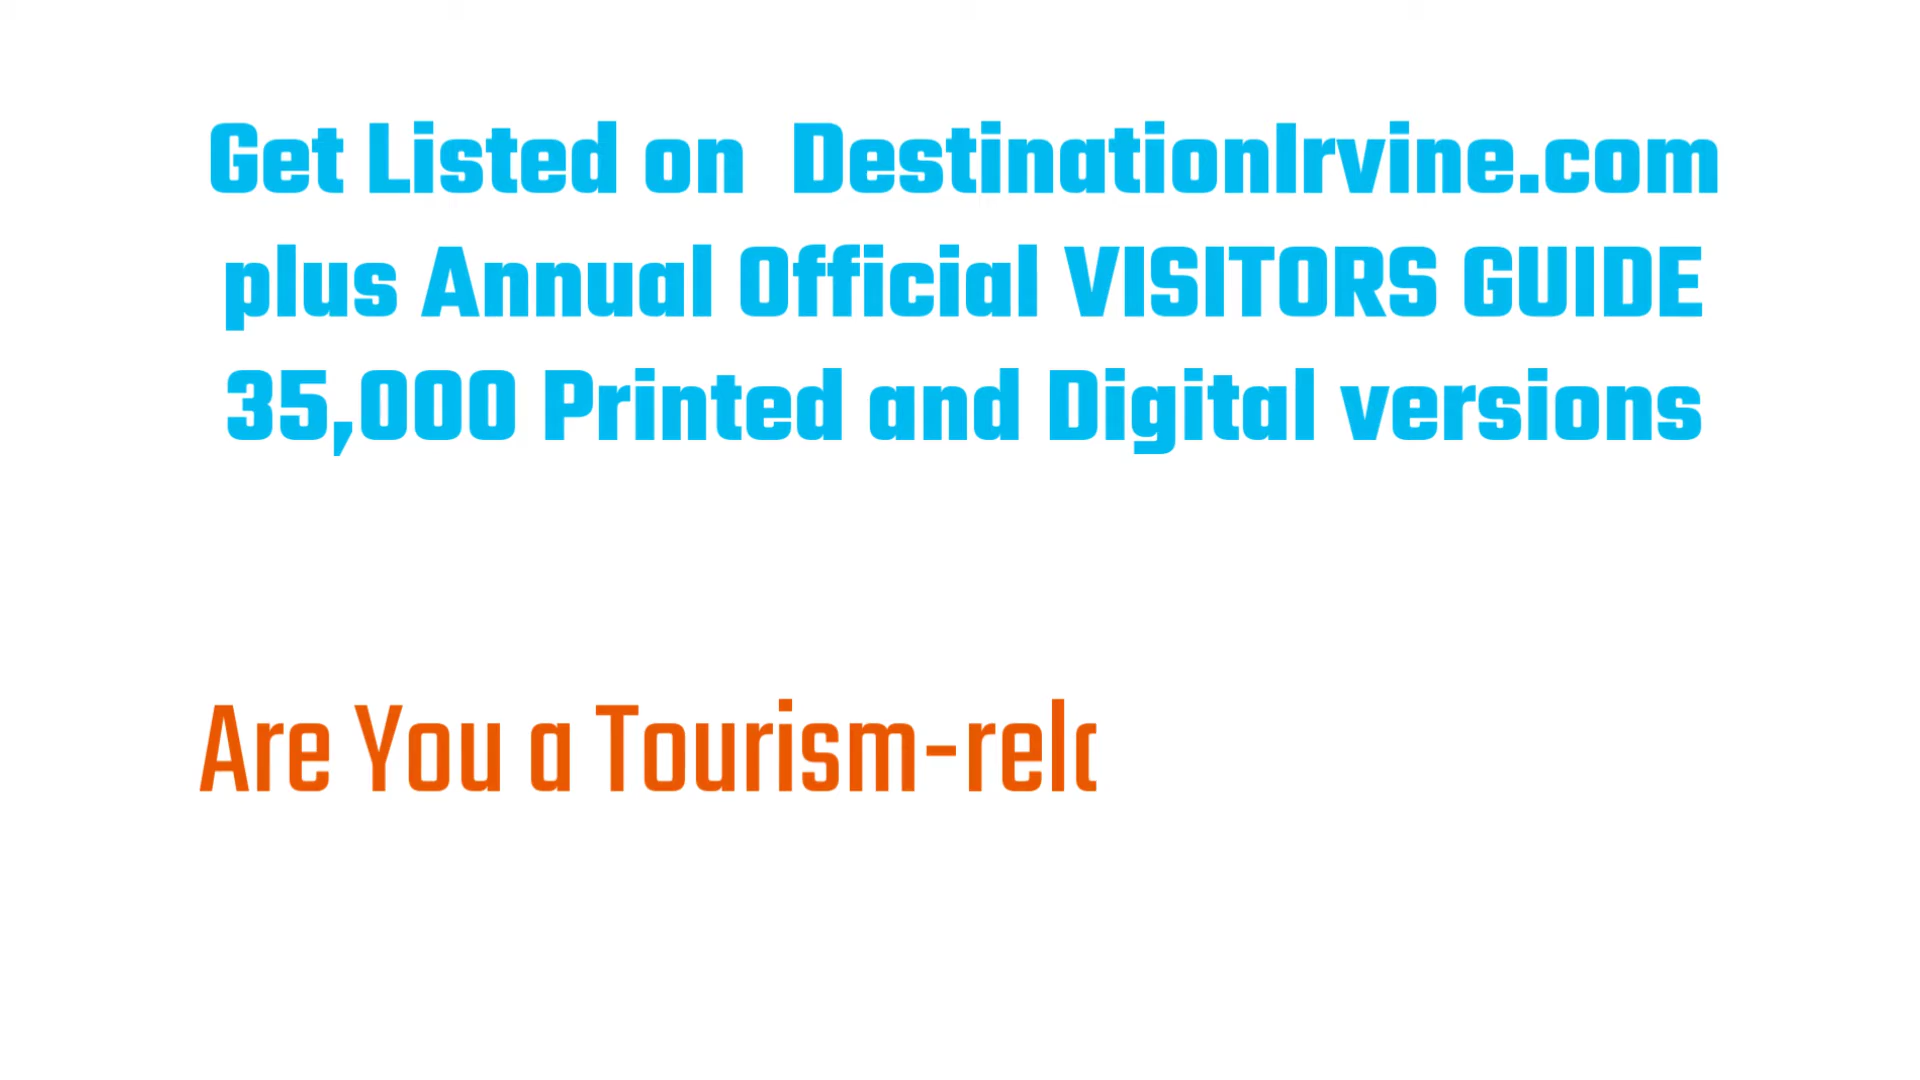 Get Listed on DestinationIrvine.com
plus Annual Official VISITORS GUIDE
35,000 Printed and Digital versions
Are You a Tourism-rel